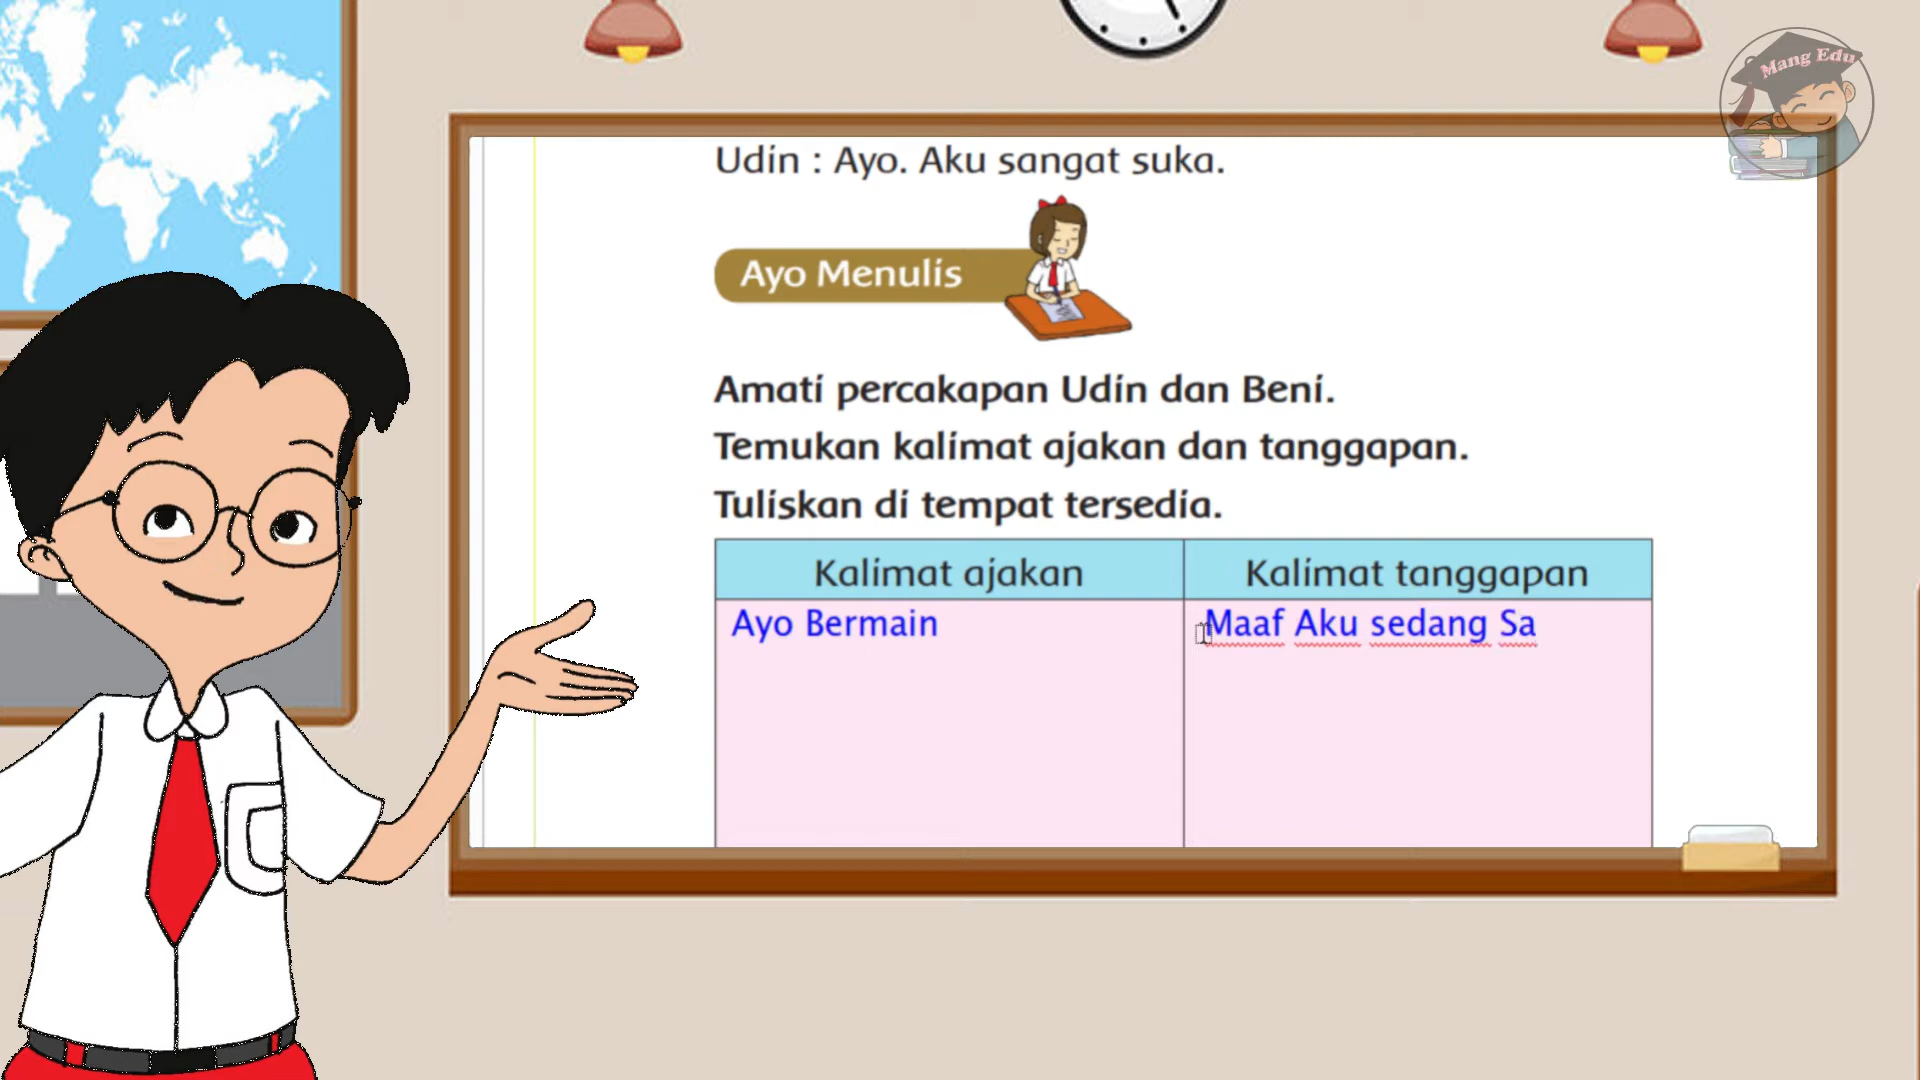 Mang Edu
Udin : Ayo. Aku sangat suka.
Ayo Menulis
Amati percakapan Udin dan Beni.
Temukan kalimat ajakan dan tanggapan.
Tuliskan di tempat tersedia.
Kalimat ajakan
Kalimat tanggapan
Ayo Bermain
Maaf Aku sedang Sa